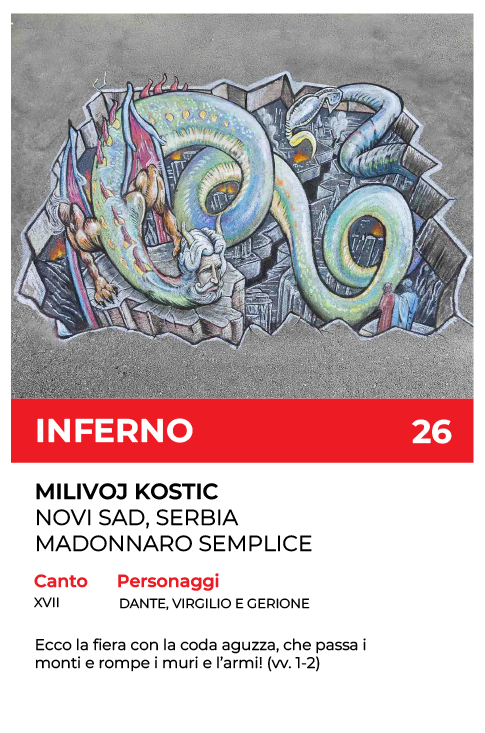 INFERNO 26
MILIVOJ KOSTIC
NOVI SAD, SERBIA
MADONNARO SEMPLICE
Canto Personaggi
XVII DANTE, VIRGILIO E GERIONE
Ecco la fiera con la coda aguzza, che passa i
monti e rompe i muri e l'armi! (vv. 1-2)